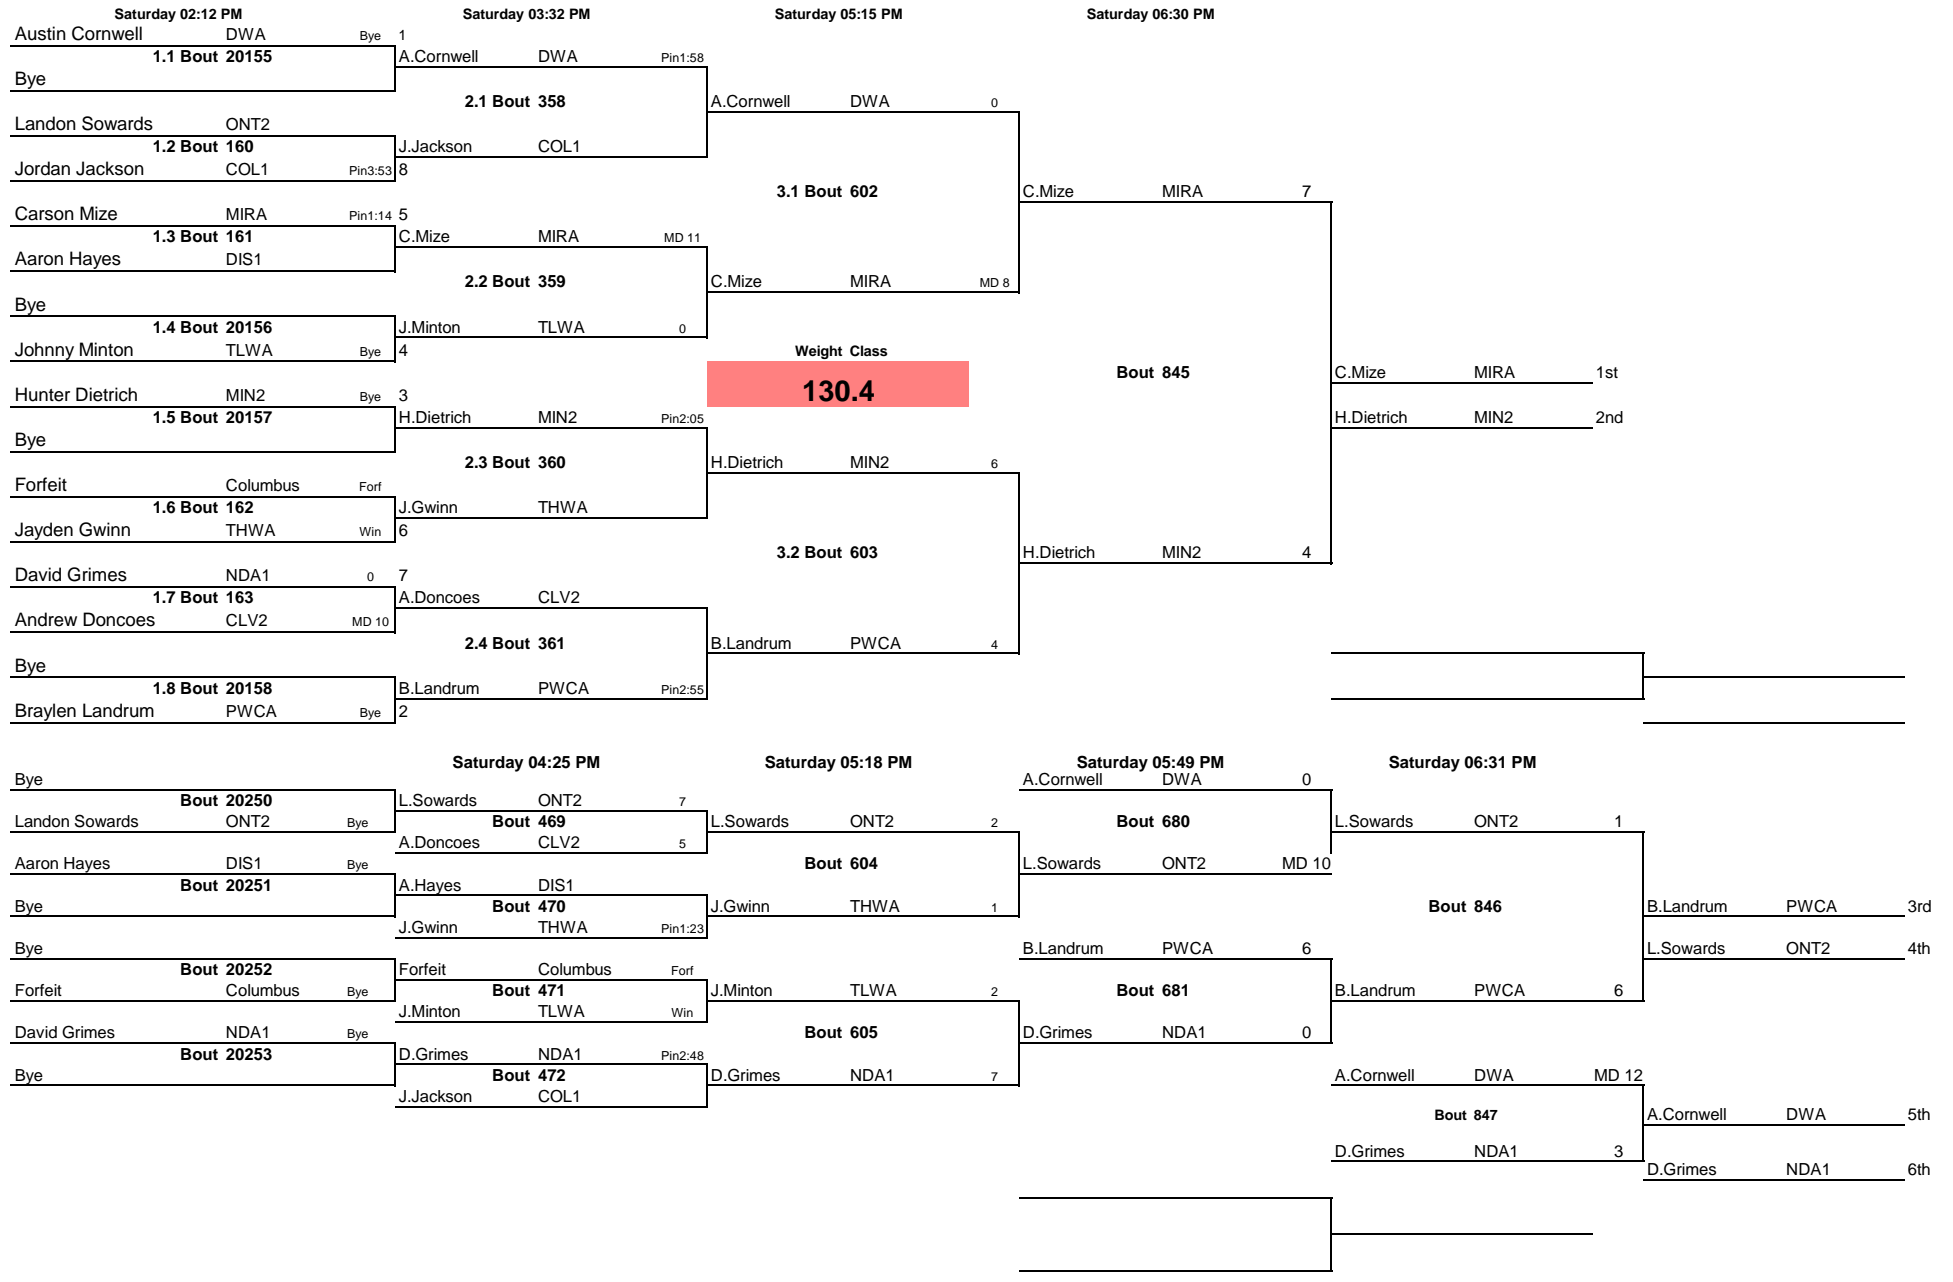 Saturday 02:12 PM Saturday 03:32 PM Saturday 05:15 PM Saturday 06:30 PM
Austin Cornwell DWA Bye 1
1.1 Bout 20155 A.Cornwell DWA Pin1:58
Bye
2.1 Bout 358 A.Cornwell DWA 0
Landon Sowards ONT2
1.2 Bout 160 J.Jackson COL1
Jordan Jackson COL1 Pin3:53 8
3.1 Bout 602 C.Mize MIRA 7
Carson Mize MIRA Pin1:14 5
1.3 Bout 161 C.Mize MIRA MD 11
Aaron Hayes DIS1
2.2 Bout 359 C.Mize MIRA MD 8
Bye
1.4 Bout 20156 J.Minton TLWA 0
Johnny Minton TLWA Bye 4 Weight Class
Bout 845 C.Mize MIRA 1st
Hunter Dietrich MIN2 Bye 3 130.4
1.5 Bout 20157 H.Dietrich MIN2 Pin2:05 H.Dietrich MIN2 2nd
Bye
2.3 Bout 360 H.Dietrich MIN2 6
Forfeit Columbus Forf
1.6 Bout 162 J.Gwinn THWA
Jayden Gwinn THWA Win 6
3.2 Bout 603 H.Dietrich MIN2 4
David Grimes NDA1 0 7
1.7 Bout 163 A.Doncoes CLV2
Andrew Doncoes CLV2 MD 10
2.4 Bout 361 B.Landrum PWCA 4
Bye
1.8 Bout 20158 B.Landrum PWCA Pin2:55
Braylen Landrum PWCA Bye 2
Saturday 04:25 PM Saturday 05:18 PM Saturday 05:49 PM Saturday 06:31 PM
Bye A.Cornwell DWA 0
Bout 20250 L.Sowards ONT2 7
Landon Sowards ONT2 Bye Bout 469 L.Sowards ONT2 2 Bout 680 L.Sowards ONT2 1
A.Doncoes CLV2 5
Aaron Hayes DIS1 Bye Bout 604 L.Sowards ONT2 MD 10
Bout 20251 A.Hayes DIS1
Bye Bout 470 J.Gwinn THWA 1 Bout 846 B.Landrum PWCA 3rd
J.Gwinn THWA Pin1:23
Bye B.Landrum PWCA 6 L.Sowards ONT2 4th
Bout 20252 Forfeit Columbus Forf
Forfeit Columbus Bye Bout 471 J.Minton TLWA 2 Bout 681 B.Landrum PWCA 6
J.Minton TLWA Win
David Grimes NDA1 Bye Bout 605 D.Grimes NDA1 0
Bout 20253 D.Grimes NDA1 Pin2:48
Bye Bout 472 D.Grimes NDA1 7 A.Cornwell DWA MD 12
J.Jackson COL1
Bout 847 A.Cornwell DWA 5th
D.Grimes NDA1 3
D.Grimes NDA1 6th